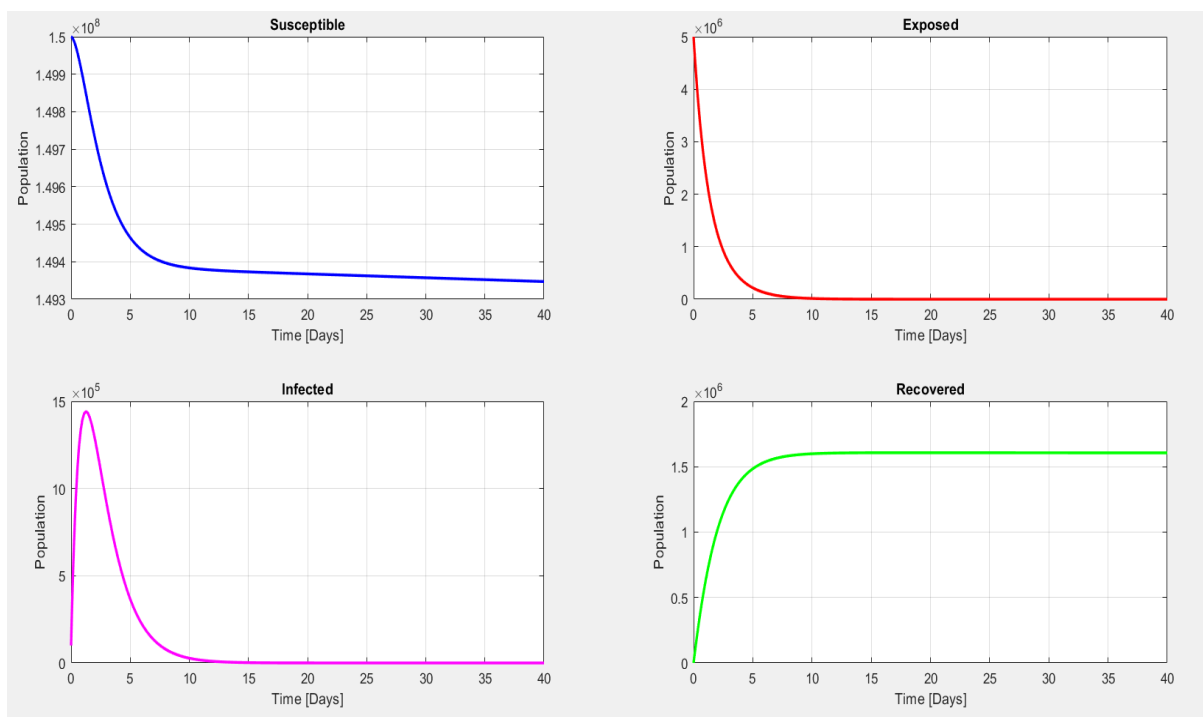 Susceptible
×10^8
1.5
1.499
1.498
1.497
1.496
1.495
1.494
1.493
Population
0 5 10 15 20 25 30 35 40
Time [Days]
Exposed
×10^6
5
4
3
2
1
0
Population
0 5 10 15 20 25 30 35 40
Time [Days]
Infected
×10^5
15
10
5
0
Population
0 5 10 15 20 25 30 35 40
Time [Days]
Recovered
×10^6
2
1.5
1
0.5
0
Population
0 5 10 15 20 25 30 35 40
Time [Days]